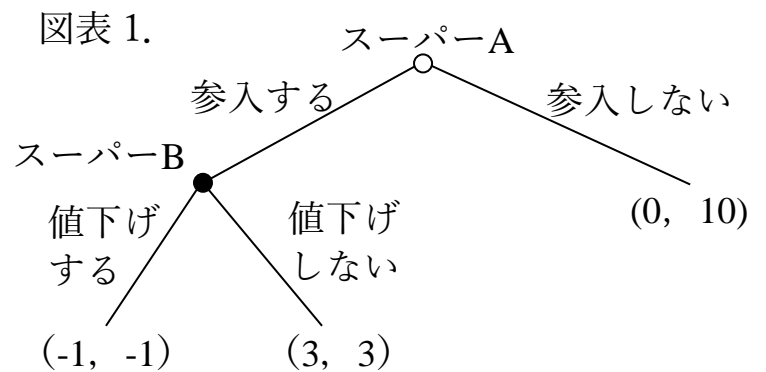 図表 1.
スーパーA
参入する
参入しない
スーパーB
(0, 10)
値下げ
する
値下げ
しない
(-1, -1)
(3, 3)